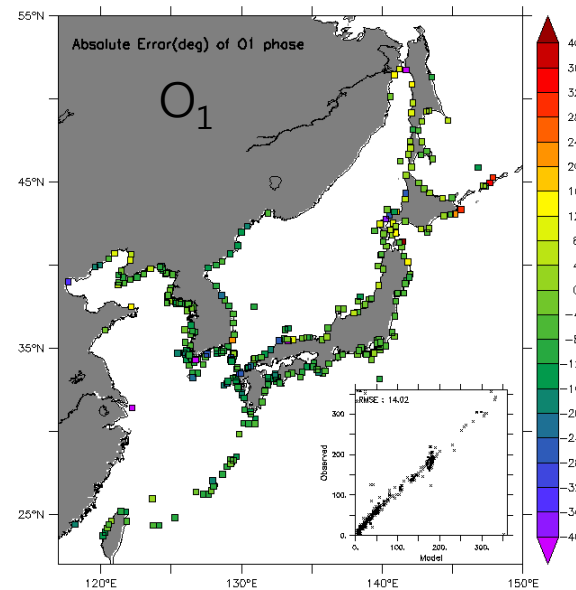 55°N
Absolute Error(deg) of O1 phase
O₁
45°N
35°N
25°N
120°E
130°E
140°E
150°E
RMSE : 14.02
300.
200.
100.
0.
Observed
0.
100.
200.
300.
Model
40
36
32
28
24
20
16
12
8
4
0
-4
-8
-12
-16
-20
-24
-28
-32
-36
-40